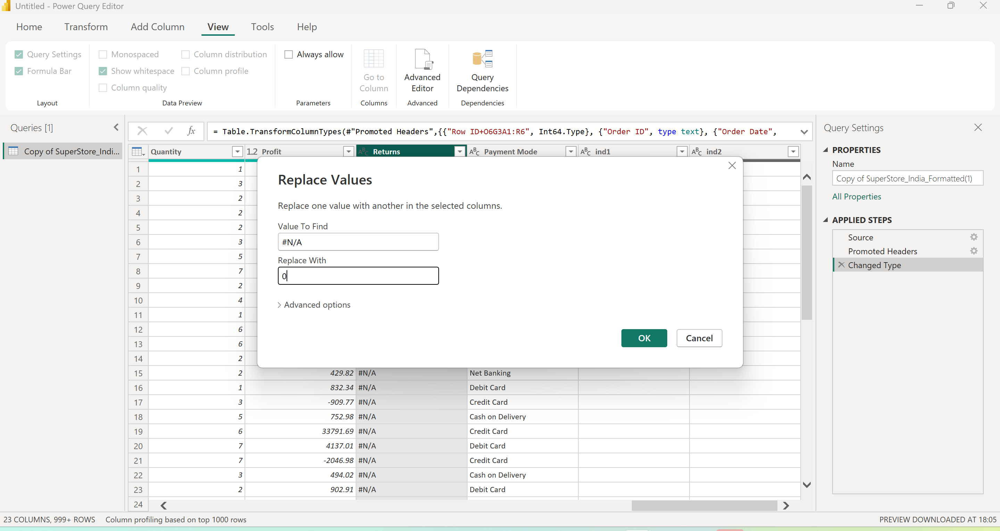 Untitled - Power Query Editor
Home Transform Add Column View Tools Help
Query Settings Monospaced Column distribution Always allow
Formula Bar Show whitespace Column profile
Column quality
Go to Column Advanced Editor Query Dependencies
Layout Data Preview Parameters Columns Advanced Dependencies
Queries [1]
Copy of SuperStore_Indi...
fx = Table.TransformColumnTypes(#"Promoted Headers",{{"Row ID+O6G3A1:R6", Int64.Type}, {"Order ID", type text}, {"Order Date",
Quantity 1.2 Profit ABC Returns ABC Payment Mode ABC ind1 ABC ind2
1 1
2 3
3 2
4 2
5 2
6 3
7 5
8 7
9 2
10 4
11 1
12 6
13 6
14 2
15 2 429.82 #N/A Net Banking
16 1 832.34 #N/A Debit Card
17 3 -909.77 #N/A Credit Card
18 5 752.98 #N/A Cash on Delivery
19 6 33791.69 #N/A Credit Card
20 7 4137.01 #N/A Debit Card
21 7 -2046.98 #N/A Credit Card
22 3 494.02 #N/A Cash on Delivery
23 2 902.91 #N/A Debit Card
24
Replace Values
Replace one value with another in the selected columns.
Value To Find
#N/A
Replace With
0
Advanced options
OK Cancel
Query Settings
PROPERTIES
Name
Copy of SuperStore_India_Formatted(1)
All Properties
APPLIED STEPS
Source
Promoted Headers
Changed Type
23 COLUMNS, 999+ ROWS Column profiling based on top 1000 rows PREVIEW DOWNLOADED AT 18:05